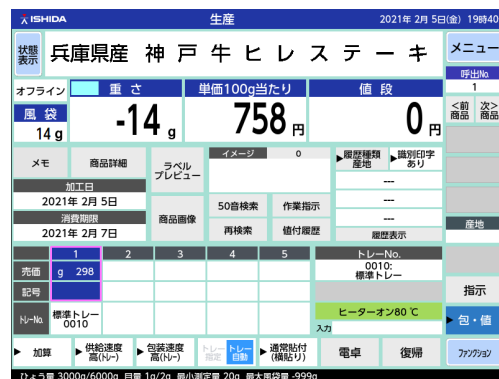 ISHIDA 生産 2021年 2月 5日(金) 19時40
状態表示 兵庫県産 神戸牛ヒレステーキ メニュー
呼出No.
1
オフライン 重さ 単価100g当たり 値段
<前商品 次>商品
風袋
14 g -14 g 758 円 0 円
メモ 商品詳細 ラベルプレビュー イメージ 0 ▶履歴種類 産地 ▶識別印字 あり
---
加工日
2021年 2月 5日 50音検索 作業指示 ---
消費期限 商品画像 --- 産地
2021年 2月 7日 再検索 値付履歴 履歴表示
1 2 3 4 5 トレーNo.
売価 g 298 0010:
標準トレー
記号 指示
トレーNo. 標準トレー
0010 ヒーターオン80℃
入力
▶包・値
▶加算 ▶供給速度 高(トレー) ▶包装速度 高(トレー) トレー指定 トレー自動 ▶通常貼付 (横貼り) 電卓 復帰 ファンクション
ひょう量 3000g/6000g 目量 1g/2g 最小測定量 20g 最大風袋量 -999g